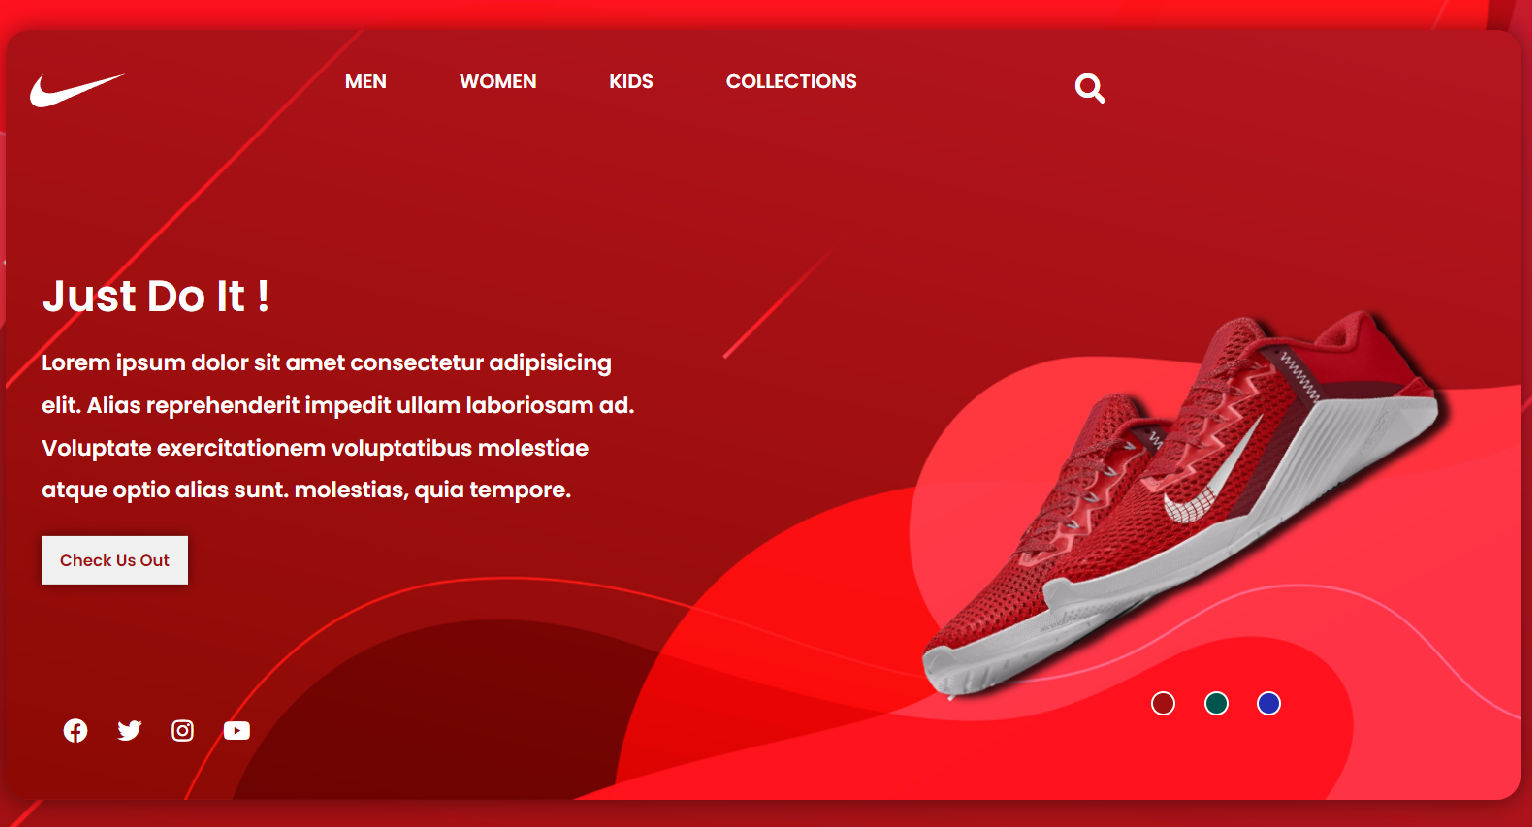 MEN WOMEN KIDS COLLECTIONS
Just Do It !
Lorem ipsum dolor sit amet consectetur adipisicing
elit. Alias reprehenderit impedit ullam laboriosam ad.
Voluptate exercitationem voluptatibus molestiae
atque optio alias sunt. molestias, quia tempore.
Check Us Out